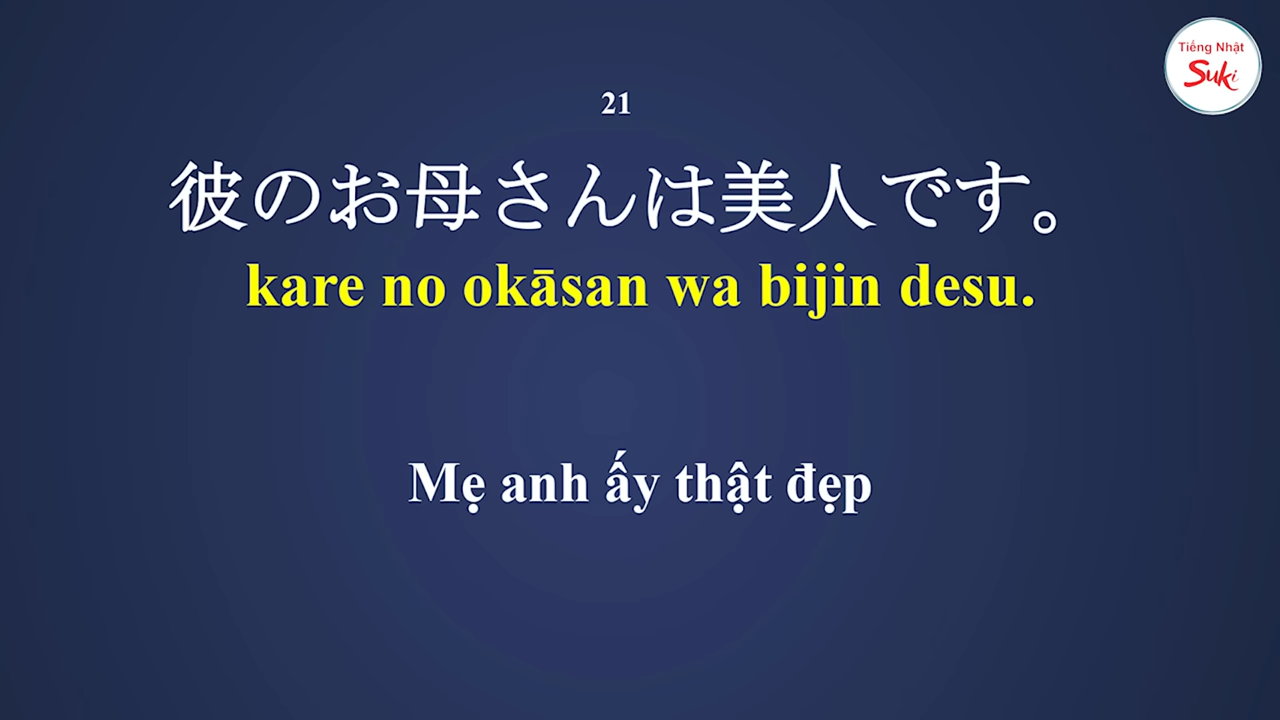 Tiếng Nhật
Suki
21
彼のお母さんは美人です。
kare no okāsan wa bijin desu.
Mẹ anh ấy thật đẹp